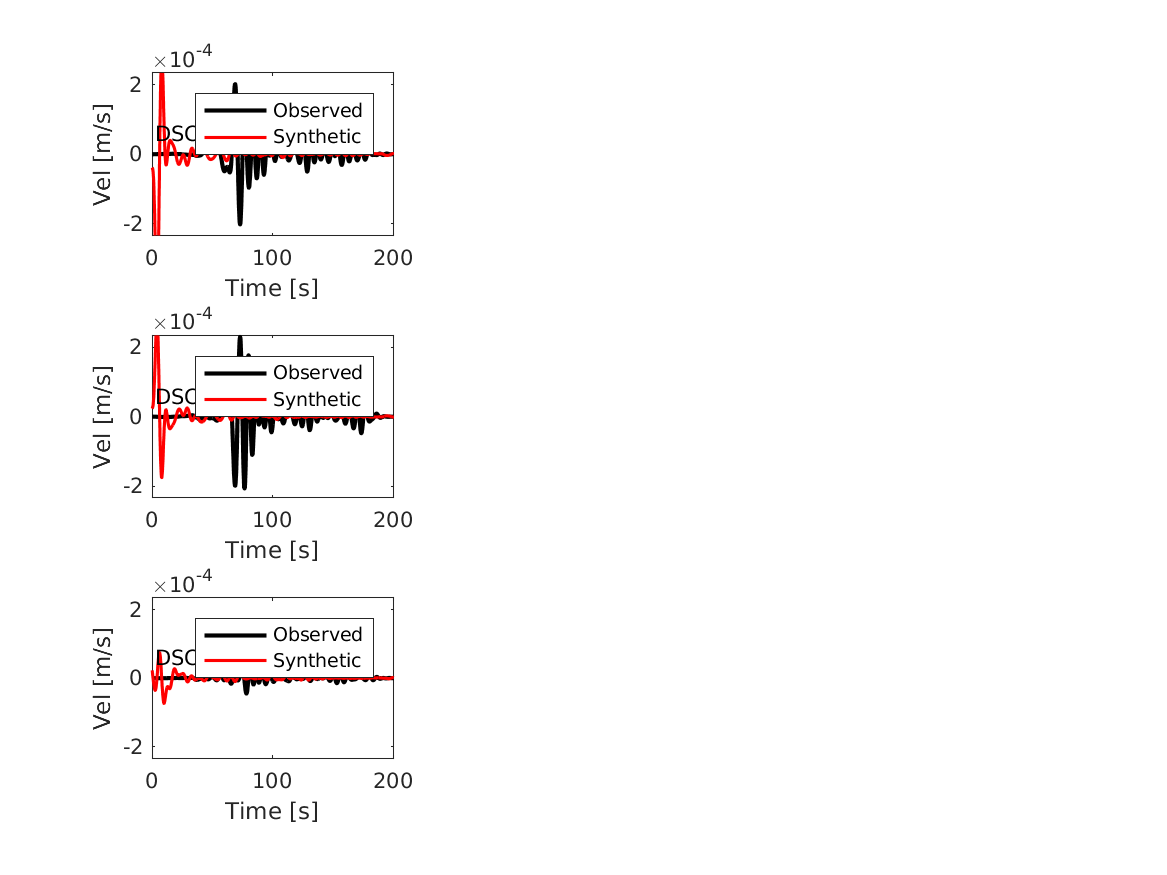 ×10-4
2
0
-2
Vel [m/s]
DSC
Observed
Synthetic
0 100 200
Time [s]
×10-4
2
0
-2
Vel [m/s]
DSC
Observed
Synthetic
0 100 200
Time [s]
×10-4
2
0
-2
Vel [m/s]
DSC
Observed
Synthetic
0 100 200
Time [s]